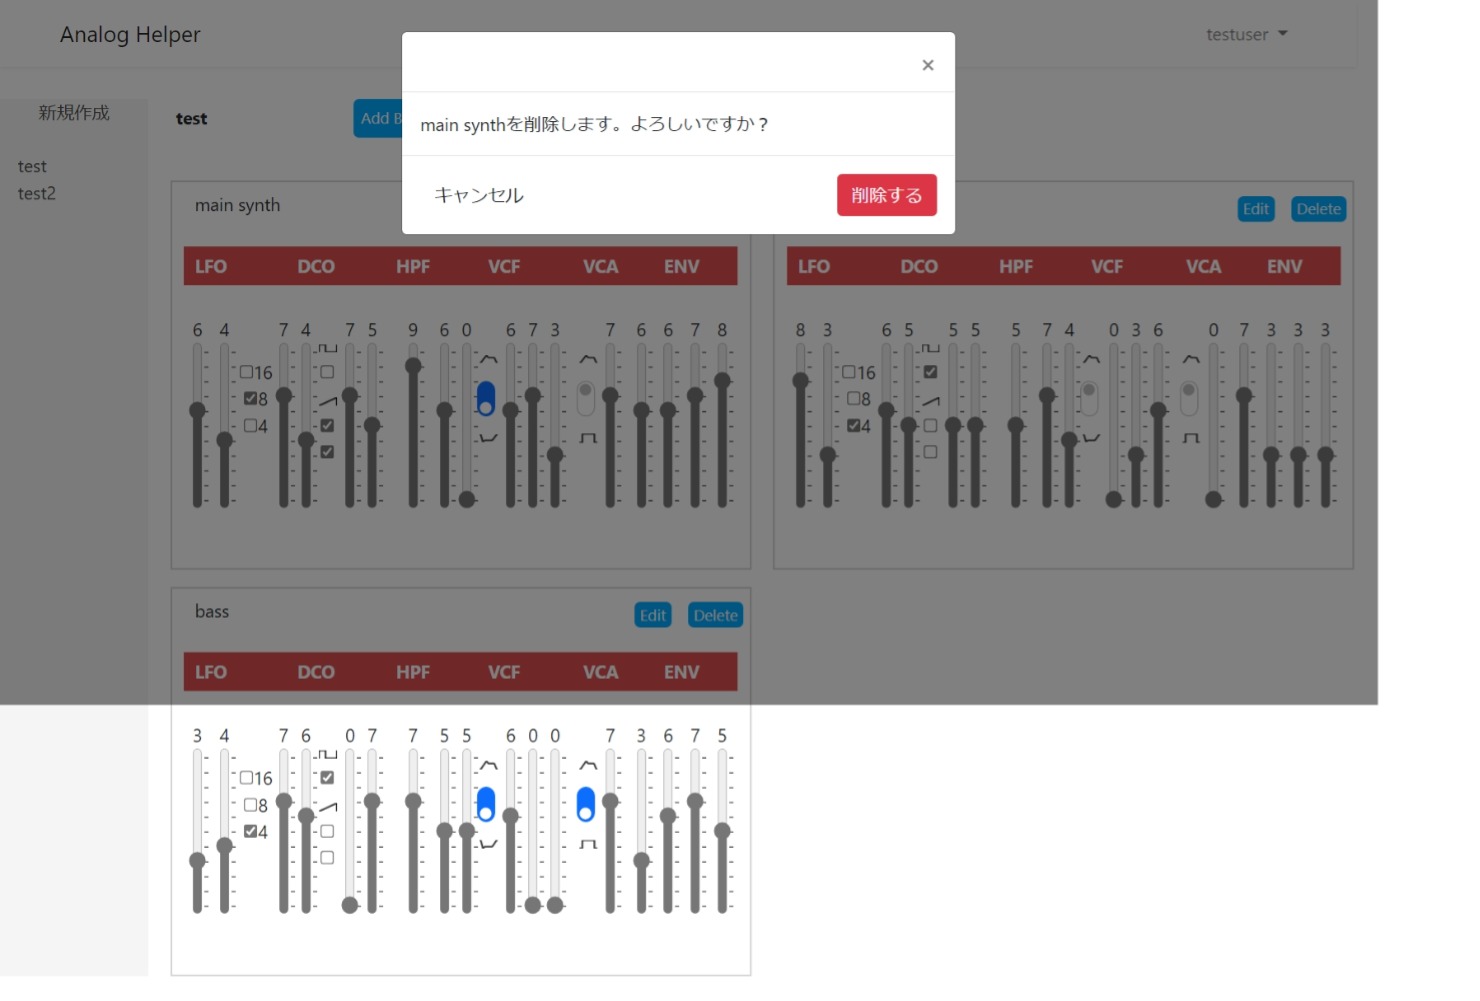 Analog Helper
testuser
×
新規作成
test
Add B
main synthを削除します。よろしいですか？
キャンセル
削除する
test
test2
main synth
Edit
Delete
LFO DCO HPF VCF VCA ENV
LFO DCO HPF VCF VCA ENV
6 4 7 4 7 5 9 6 0 6 7 3 7 6 6 7 8
16
8
4
8 3 6 5 5 5 5 7 4 0 3 6 0 7 3 3 3
16
8
4
bass
Edit
Delete
LFO DCO HPF VCF VCA ENV
3 4 7 6 0 7 7 5 5 6 0 0 7 3 6 7 5
16
8
4